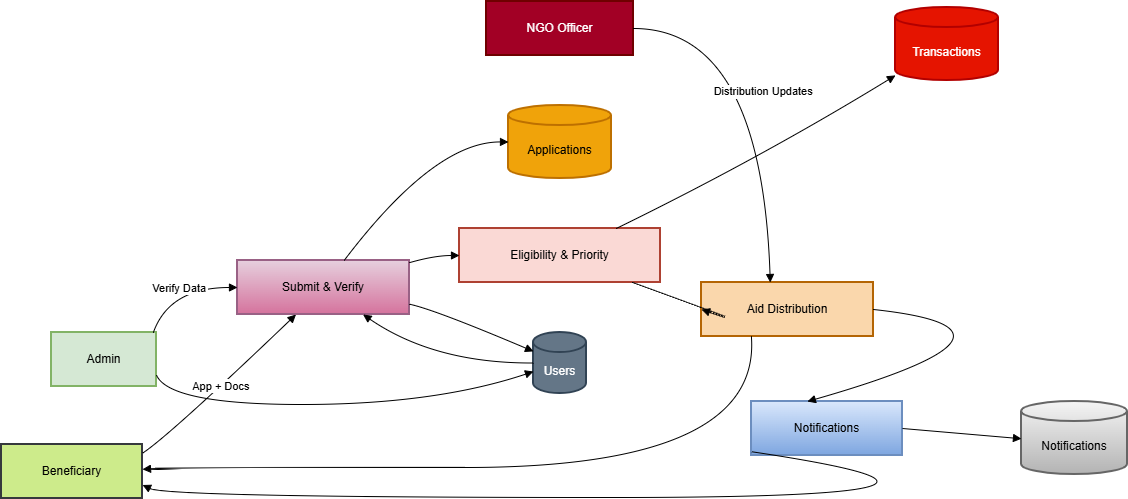 NGO Officer
Transactions
Distribution Updates
Applications
Eligibility & Priority
Submit & Verify
Verify Data
Aid Distribution
Admin
Users
App + Docs
Notifications
Notifications
Beneficiary